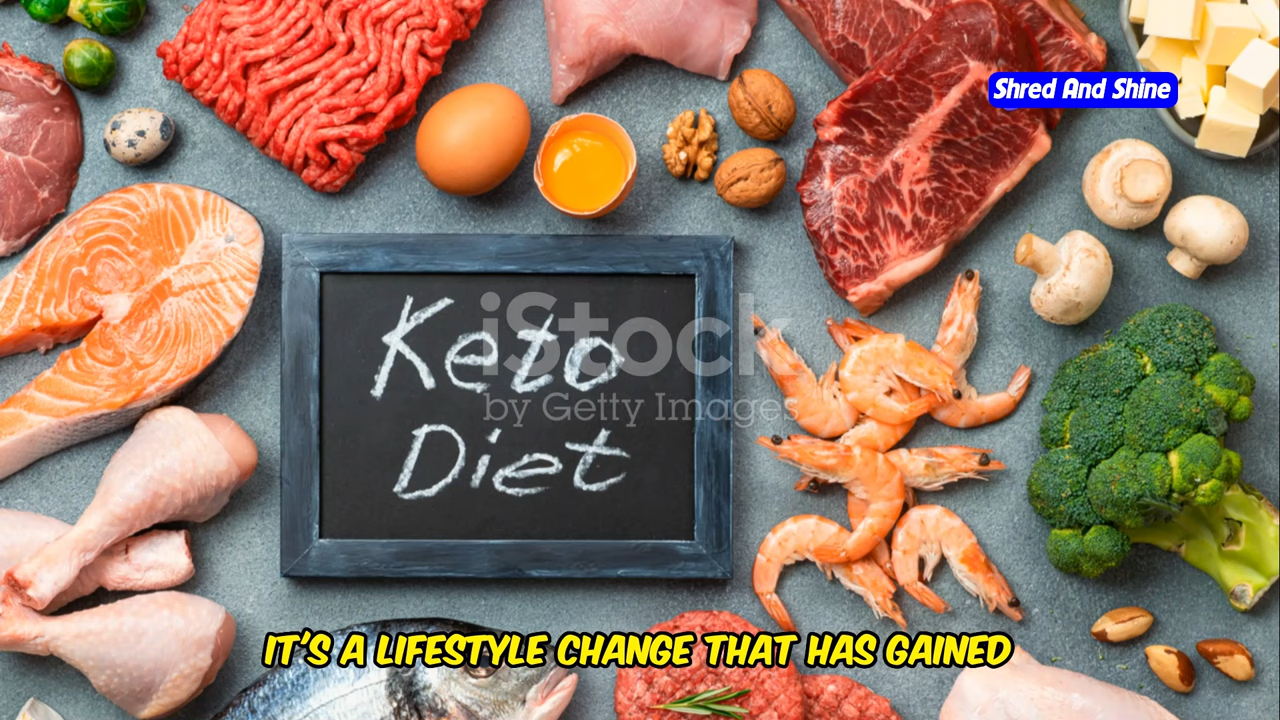 Shred And Shine
Keto
Diet
iStock
by Getty Images
IT'S A LIFESTYLE CHANGE THAT HAS GAINED